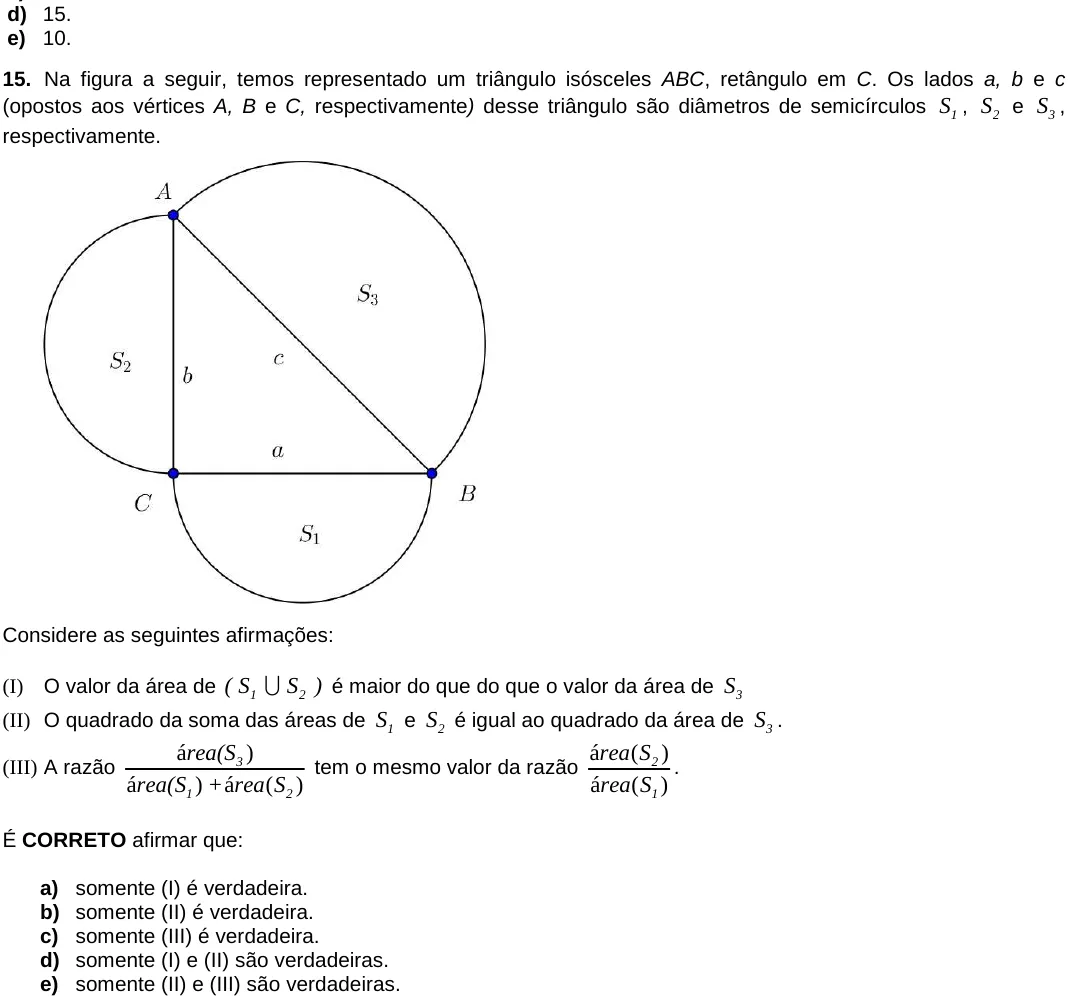 d) 15.
e) 10.
15. Na figura a seguir, temos representado um triângulo isósceles ABC, retângulo em C. Os lados a, b e c
(opostos aos vértices A, B e C, respectivamente) desse triângulo são diâmetros de semicírculos S₁, S₂ e S₃,
respectivamente.
A
S₃
S₂
c
b
a
C
B
S₁
Considere as seguintes afirmações:
(I) O valor da área de (S₁ ⋃ S₂) é maior do que do que o valor da área de S₃
(II) O quadrado da soma das áreas de S₁ e S₂ é igual ao quadrado da área de S₃.
(III) A razão área(S₃) / área(S₁)+área(S₂) tem o mesmo valor da razão área(S₂) / área(S₁).
É CORRETO afirmar que:
a) somente (I) é verdadeira.
b) somente (II) é verdadeira.
c) somente (III) é verdadeira.
d) somente (I) e (II) são verdadeiras.
e) somente (II) e (III) são verdadeiras.